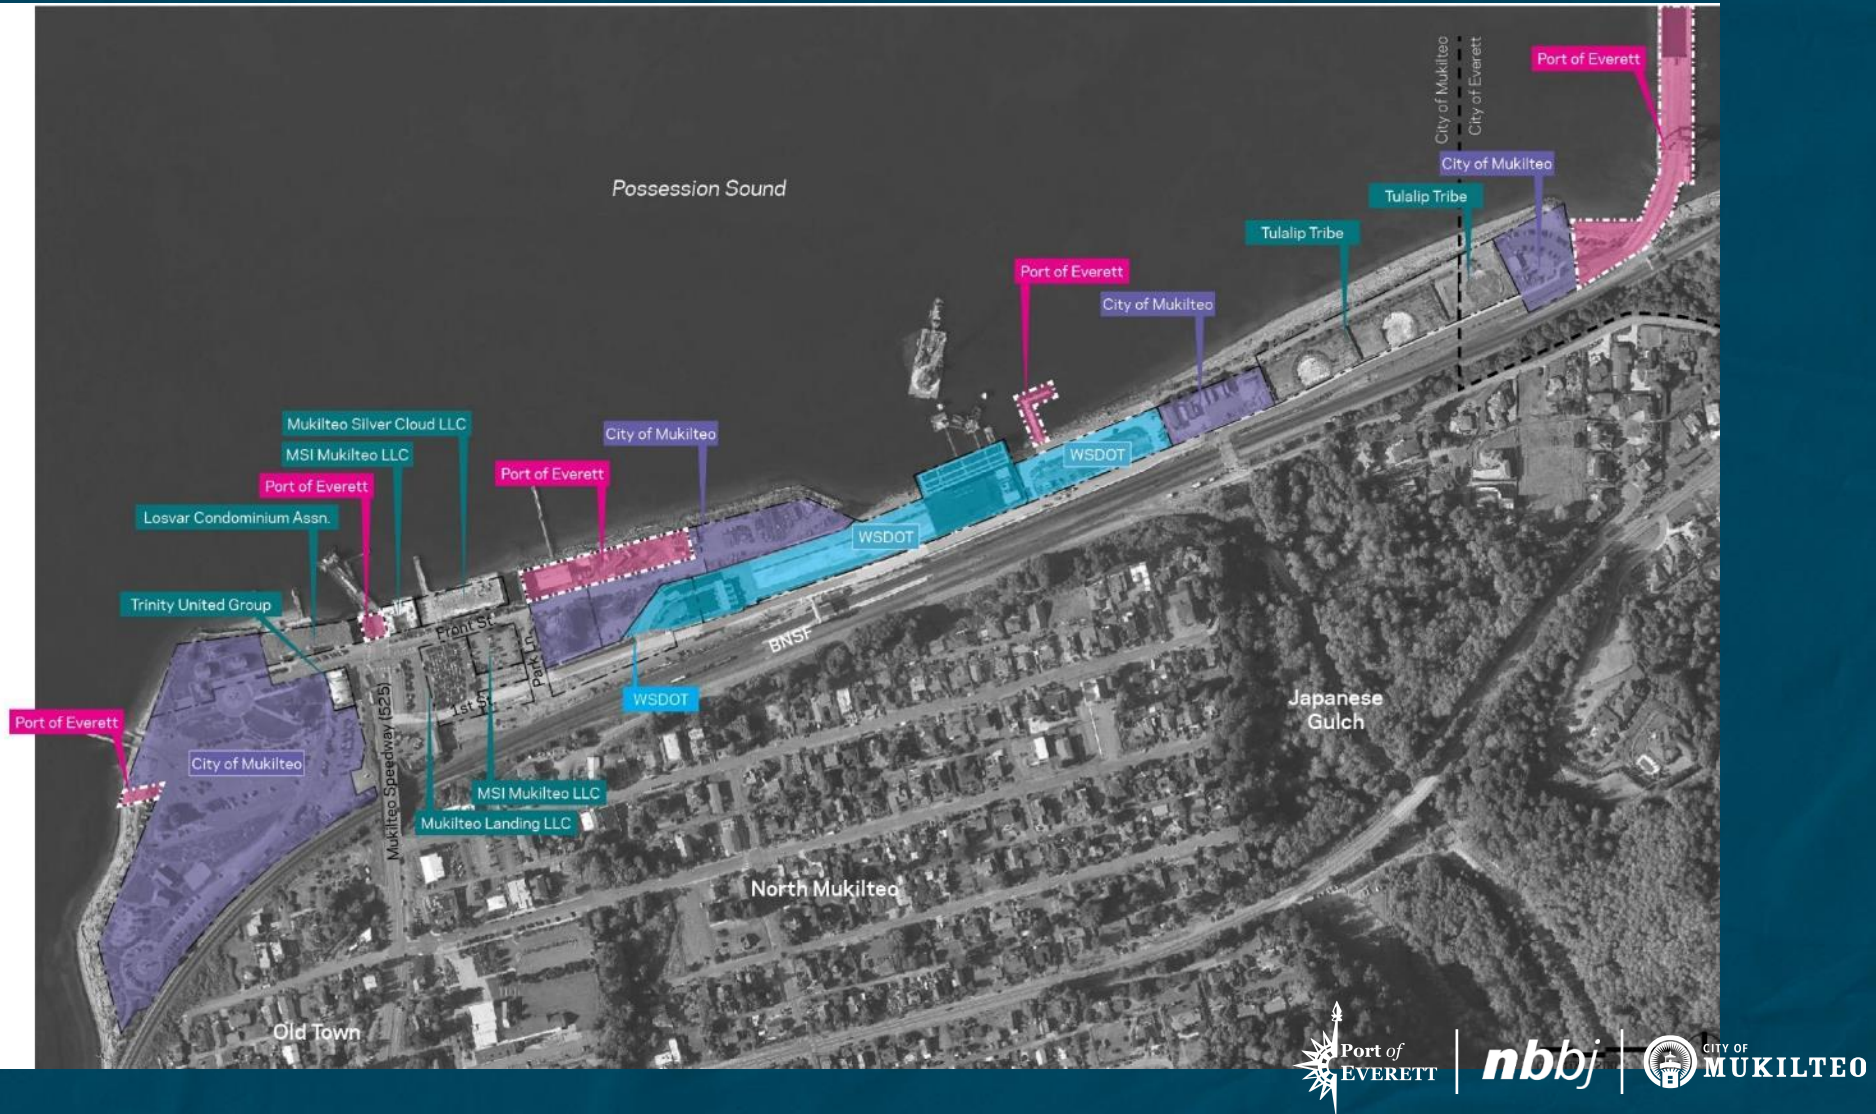 City of Mukilteo
City of Everett
Port of Everett
City of Mukilteo
Possession Sound
Tulalip Tribe
Tulalip Tribe
Port of Everett
City of Mukilteo
Mukilteo Silver Cloud LLC
City of Mukilteo
MSI Mukilteo LLC
WSDOT
Port of Everett
Port of Everett
Losvar Condominium Assn.
WSDOT
Trinity United Group
Front St.
BNSF
Park Ln.
WSDOT
1st St.
Japanese
Gulch
Port of Everett
City of Mukilteo
Mukilteo Speedway (525)
MSI Mukilteo LLC
Mukilteo Landing LLC
North Mukilteo
Old Town
Port of
EVERETT
nbbj
CITY OF
MUKILTEO